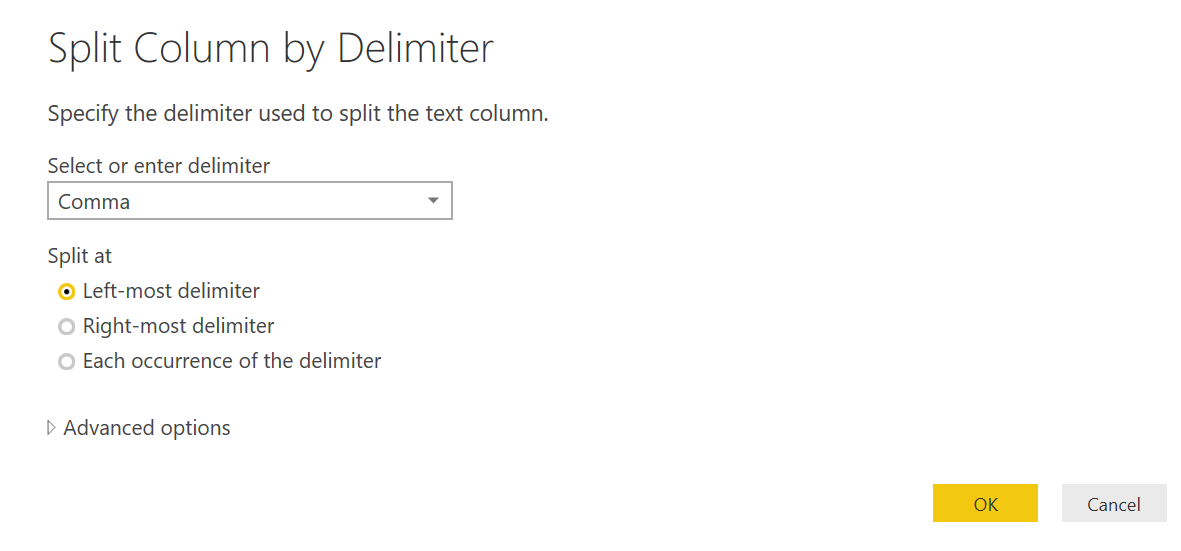 Split Column by Delimiter
Specify the delimiter used to split the text column.
Select or enter delimiter
Comma
Split at
Left-most delimiter
Right-most delimiter
Each occurrence of the delimiter
Advanced options
OK
Cancel